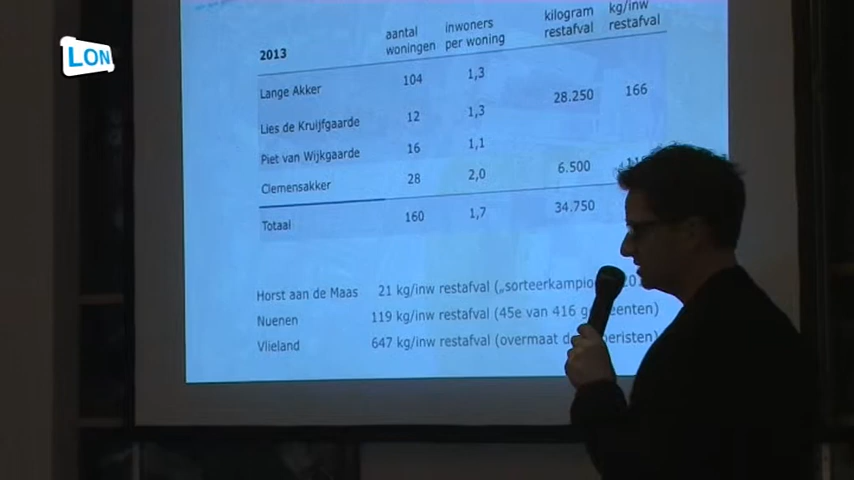 LON
aantal woningen inwoners per woning kilogram restafval kg/inw restafval
2013
Lange Akker 104 1,3 28.250 166
Lies de Kruijfgaarde 12 1,3
Piet van Wijkgaarde 16 1,1
Clemensakker 28 2,0 6.500
Totaal 160 1,7 34.750
Horst aan de Maas 21 kg/inw restafval („sorteerkampioen
Nuenen 119 kg/inw restafval (45e van 416 gemeenten)
Vlieland 647 kg/inw restafval (overmaat